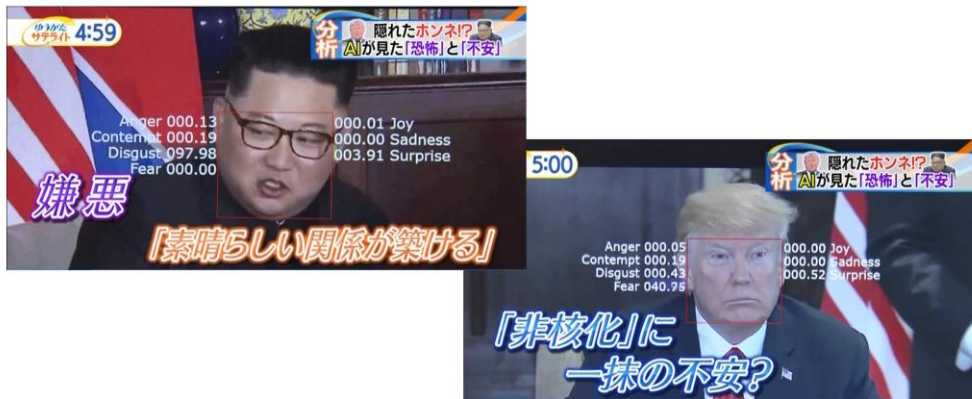 ゆうがた
サテライト 4:59
分析
隠れたホンネ!?
AIが見た「恐怖」と「不安」
Anger 000.13
Contempt 000.19
Disgust 097.98
Fear 000.00
000.01 Joy
000.00 Sadness
003.91 Surprise
嫌悪
「素晴らしい関係が築ける」
5:00
分析
隠れたホンネ!?
AIが見た「恐怖」と「不安」
Anger 000.05
Contempt 000.19
Disgust 000.43
Fear 040.75
000.00 Joy
000.00 Sadness
000.52 Surprise
「非核化」に
一抹の不安?